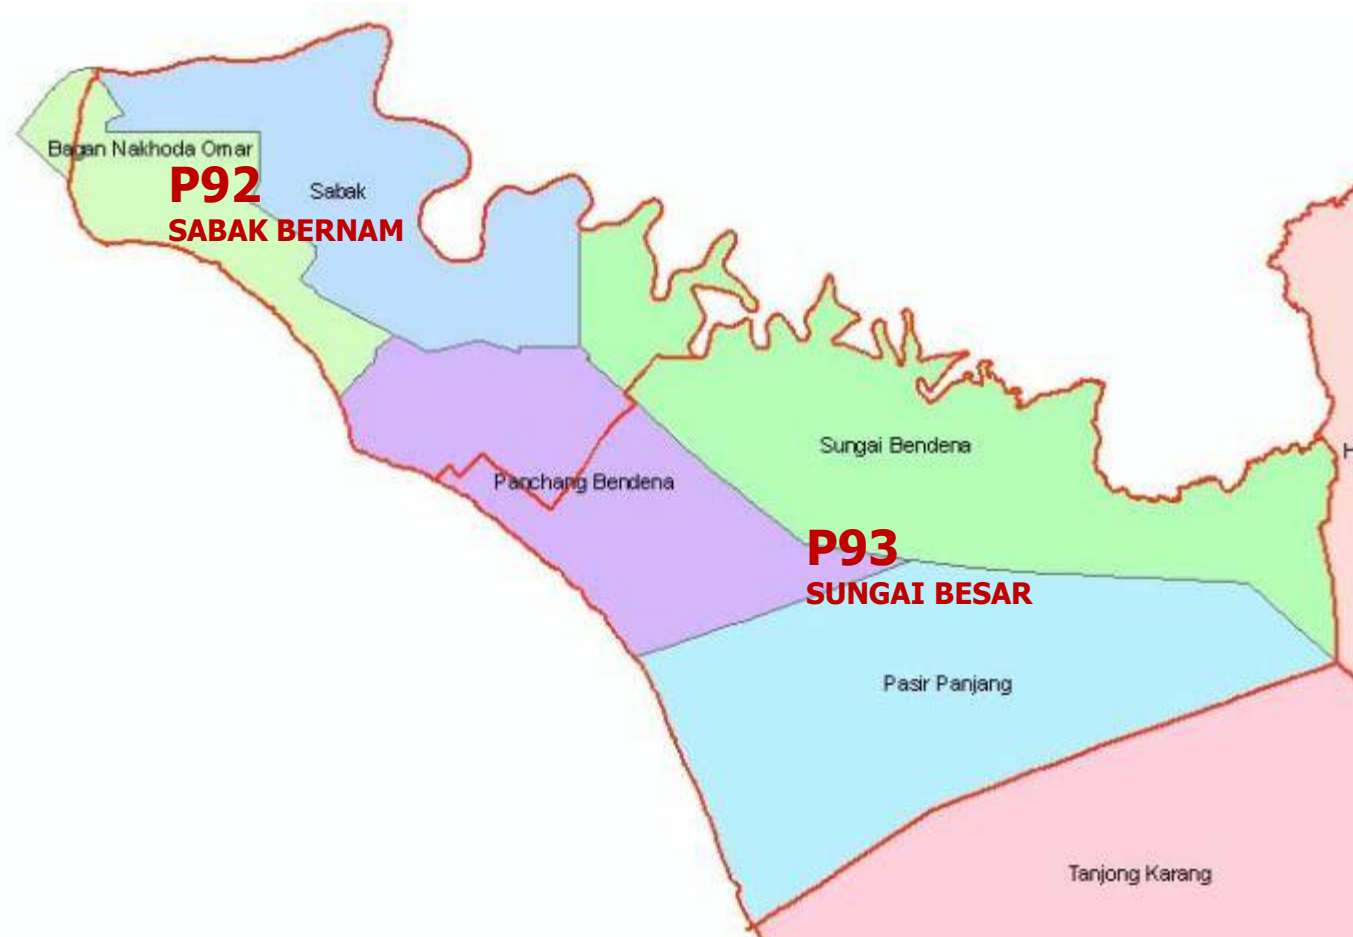 Bagan Nakhoda Omar
P92
Sabak
SABAK BERNAM
Sungai Bendena
H
Panchang Bendena
P93
SUNGAI BESAR
Pasir Panjang
Tanjong Karang